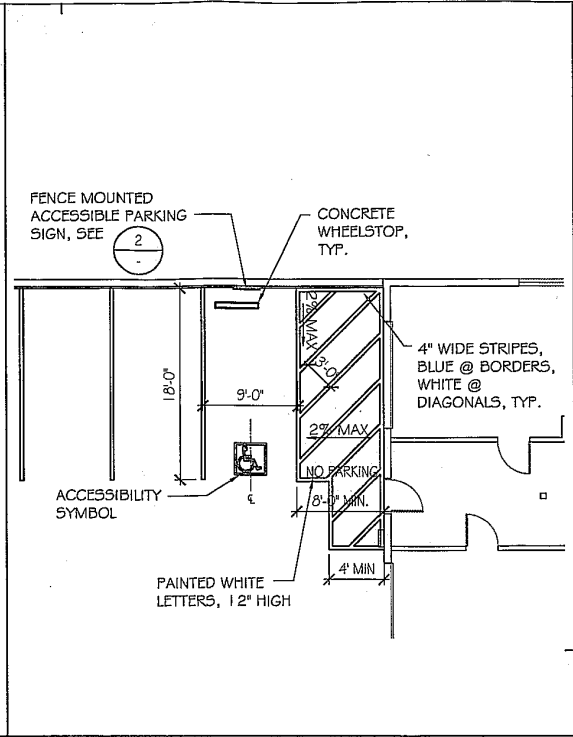 FENCE MOUNTED
ACCESSIBLE PARKING
SIGN, SEE
2
-
CONCRETE
WHEELSTOP,
TYP.
2% MAX
3'-0"
4" WIDE STRIPES,
BLUE @ BORDERS,
WHITE @
DIAGONALS, TYP.
18'-0"
9'-0"
2% MAX
NO PARKING
8'-0" MIN.
ACCESSIBILITY
SYMBOL
℄
4' MIN
PAINTED WHITE
LETTERS, 12" HIGH